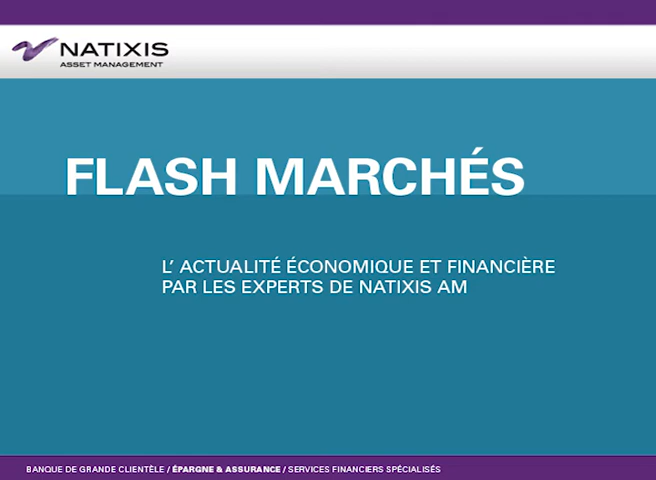 NATIXIS
ASSET MANAGEMENT
FLASH MARCHÉS
L’ ACTUALITÉ ÉCONOMIQUE ET FINANCIÈRE
PAR LES EXPERTS DE NATIXIS AM
BANQUE DE GRANDE CLIENTÈLE / ÉPARGNE & ASSURANCE / SERVICES FINANCIERS SPÉCIALISÉS